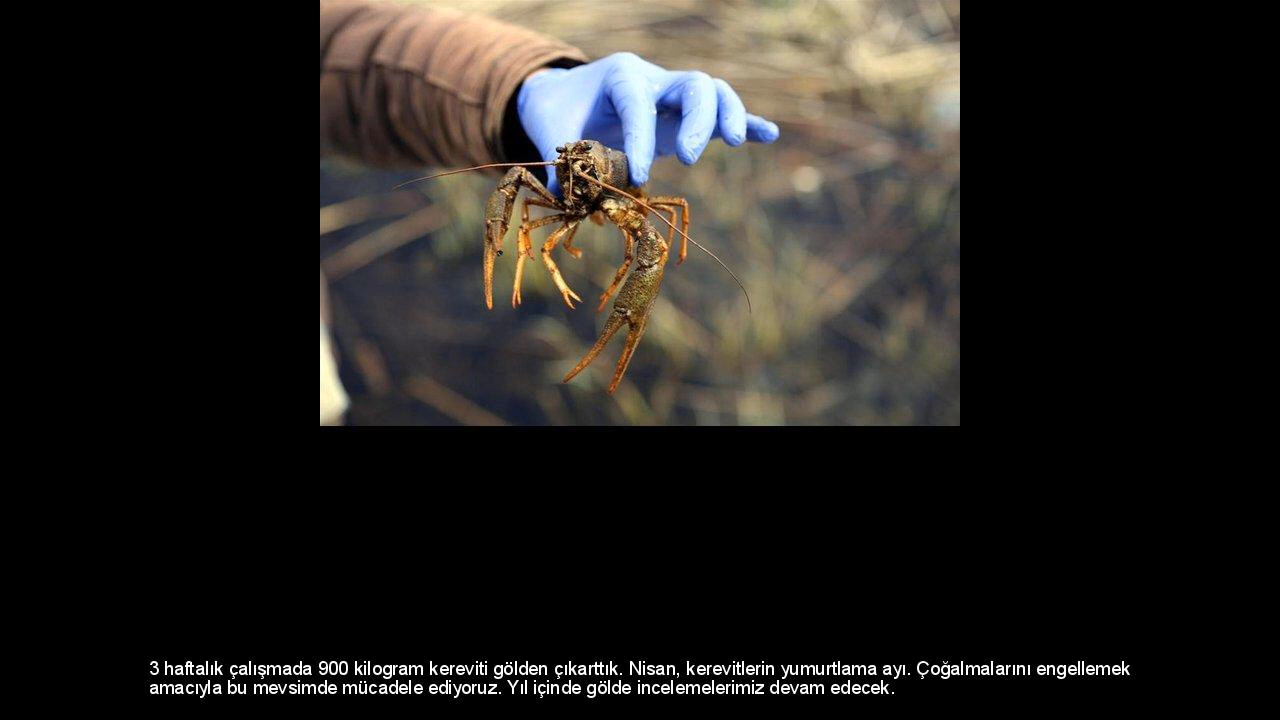 3 haftalık çalışmada 900 kilogram kereviti gölden çıkarttık. Nisan, kerevitlerin yumurtlama ayı. Çoğalmalarını engellemek
amacıyla bu mevsimde mücadele ediyoruz. Yıl içinde gölde incelemelerimiz devam edecek.